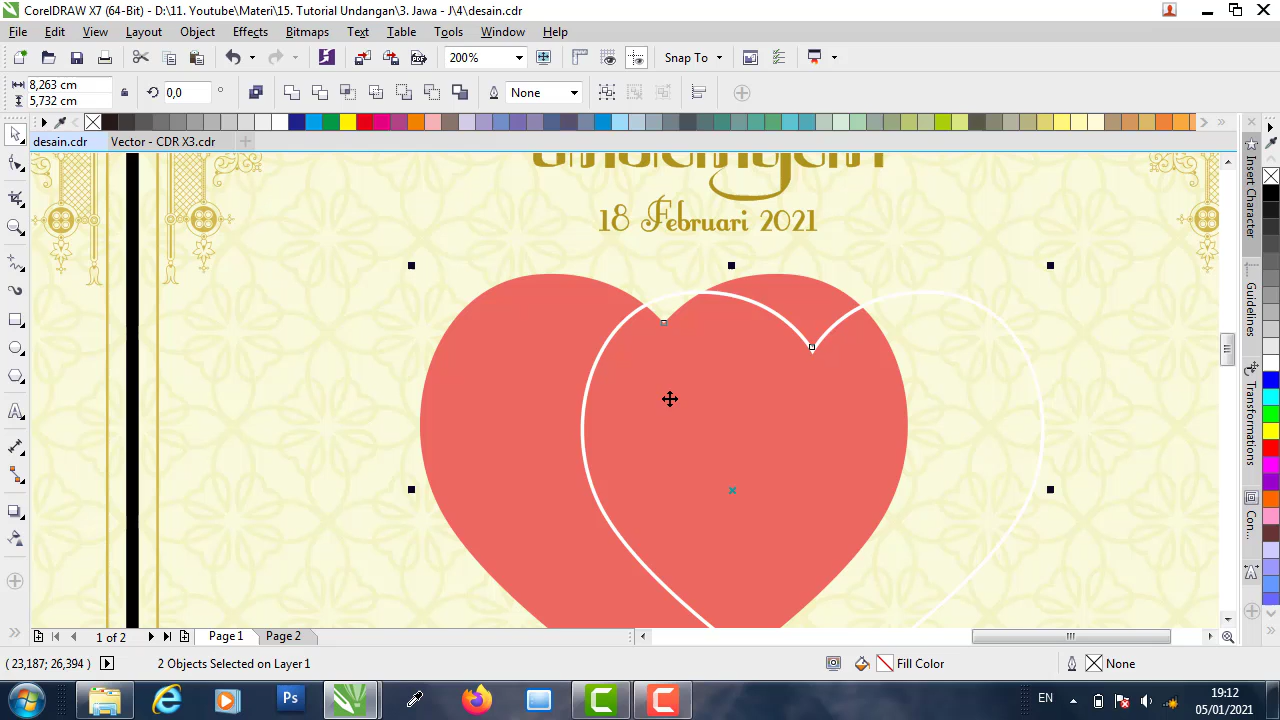 CorelDRAW X7 (64-Bit) - D:\11. Youtube\Materi\15. Tutorial Undangan\3. Jawa - J\4\desain.cdr
File Edit View Layout Object Effects Bitmaps Text Table Tools Window Help
200% Snap To
8,263 cm
5,732 cm
0,0 ° None
desain.cdr Vector - CDR X3.cdr
18 Februari 2021
Insert Character
Guidelines
Transformations
Con...
1 of 2 Page 1 Page 2
(23,187; 26,394) 2 Objects Selected on Layer 1 Fill Color None
EN 19:12
05/01/2021